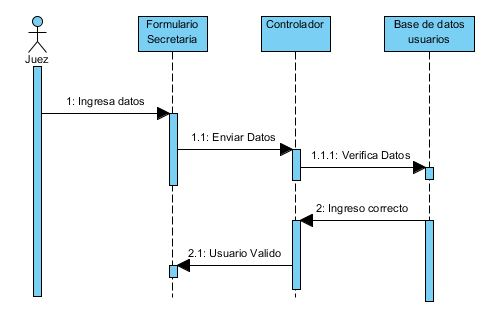 Juez
Formulario
Secretaria
Controlador
Base de datos
usuarios
1: Ingresa datos
1.1: Enviar Datos
1.1.1: Verifica Datos
2: Ingreso correcto
2.1: Usuario Valido